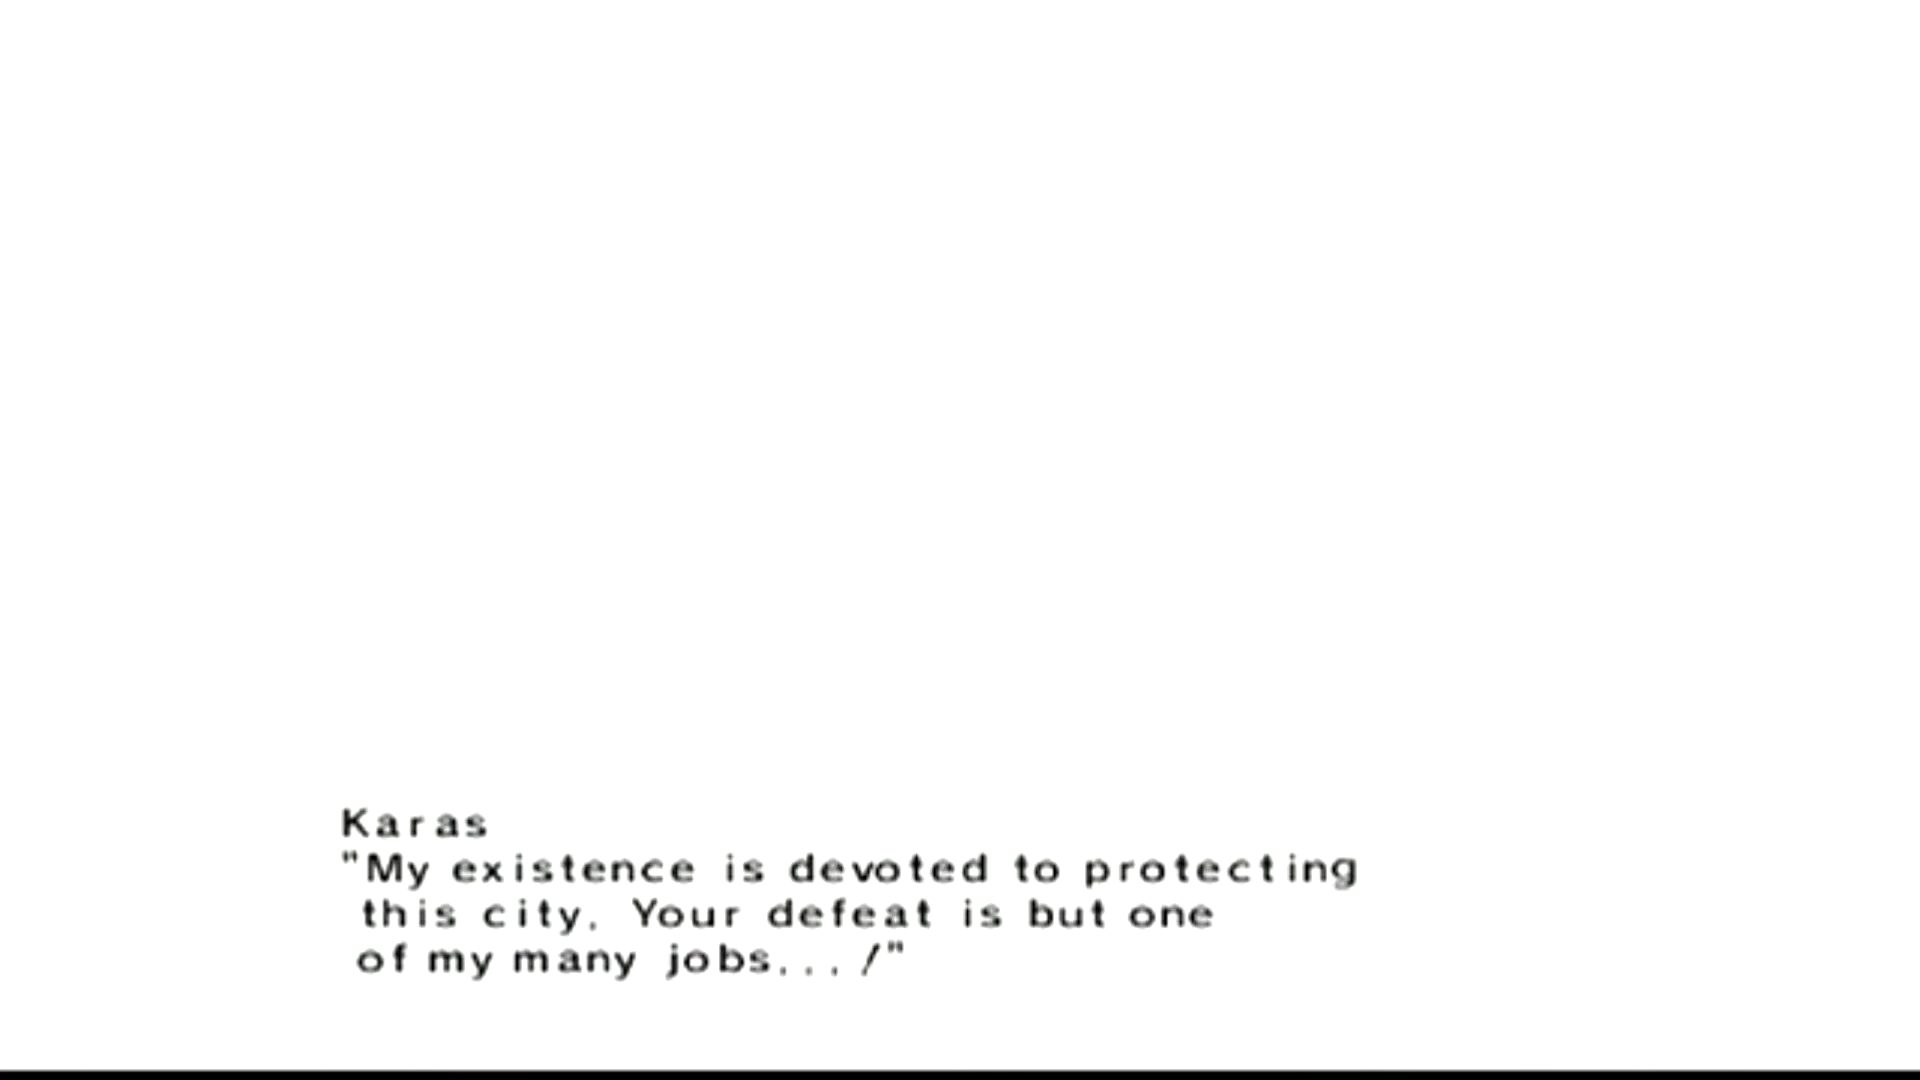 Karas
"My existence is devoted to protecting
this city. Your defeat is but one
of my many jobs... /"